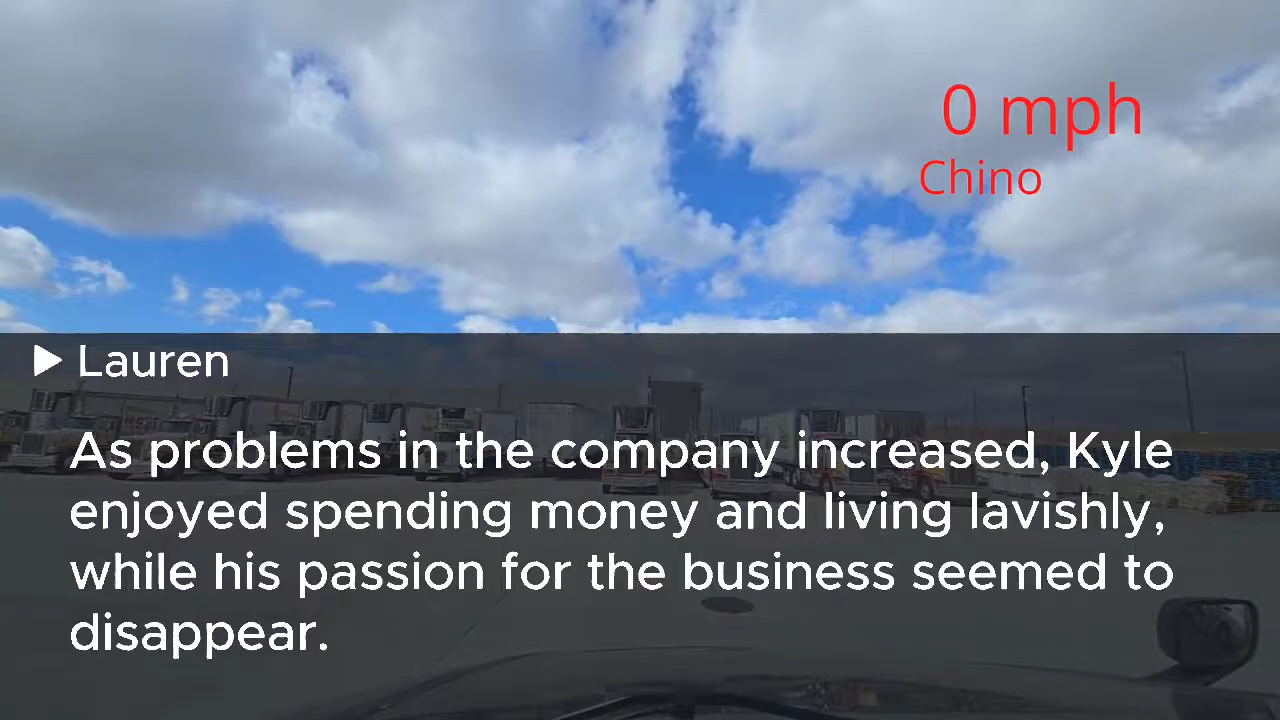 0 mph
Chino
Lauren
As problems in the company increased, Kyle
enjoyed spending money and living lavishly,
while his passion for the business seemed to
disappear.